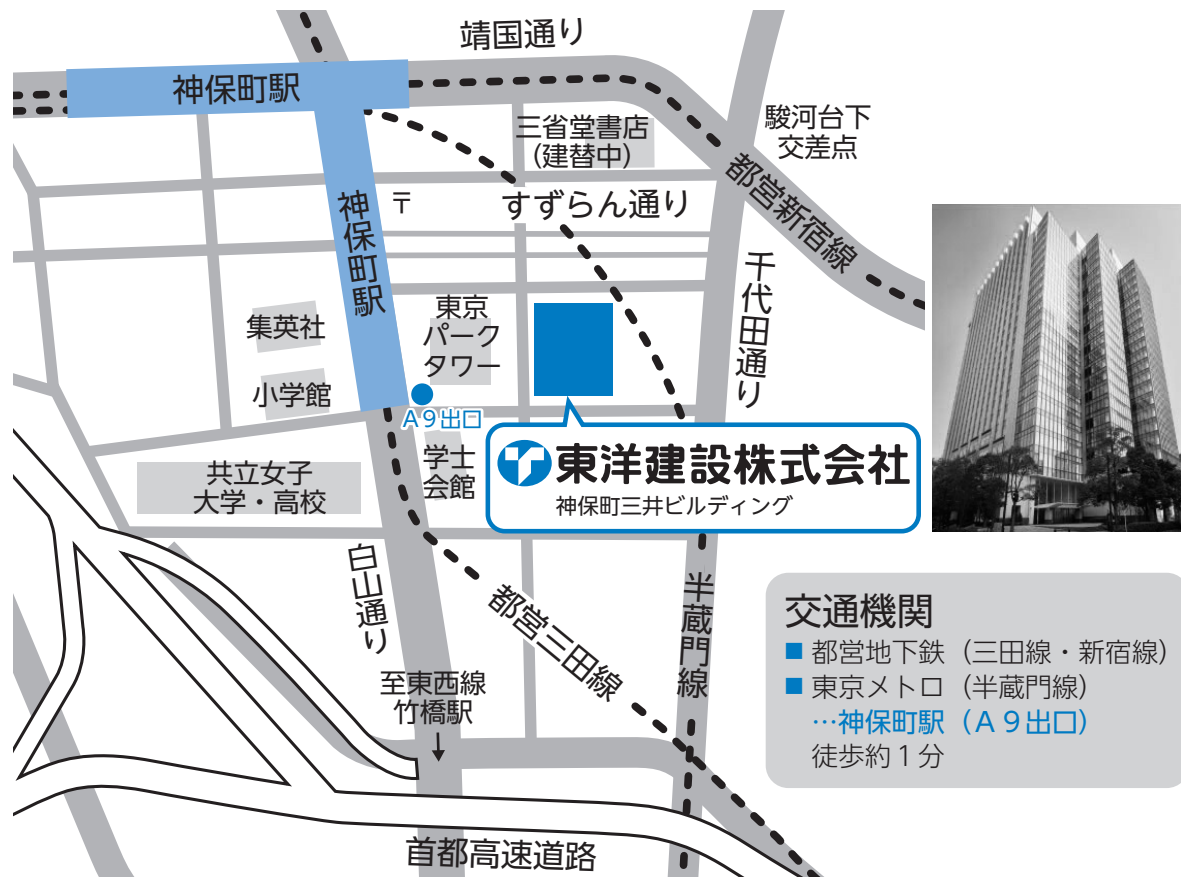 靖国通り
神保町駅
三省堂書店
(建替中)
駿河台下
交差点
都営新宿線
〒
すずらん通り
神保町駅
千代田通り
集英社
小学館
東京
パーク
タワー
A9出口
東洋建設株式会社
神保町三井ビルディング
学士
会館
共立女子
大学・高校
白山通り
都営三田線
半蔵門線
至東西線
竹橋駅
首都高速道路
交通機関
■ 都営地下鉄（三田線・新宿線）
■ 東京メトロ（半蔵門線）
…神保町駅（A9出口）
徒歩約1分